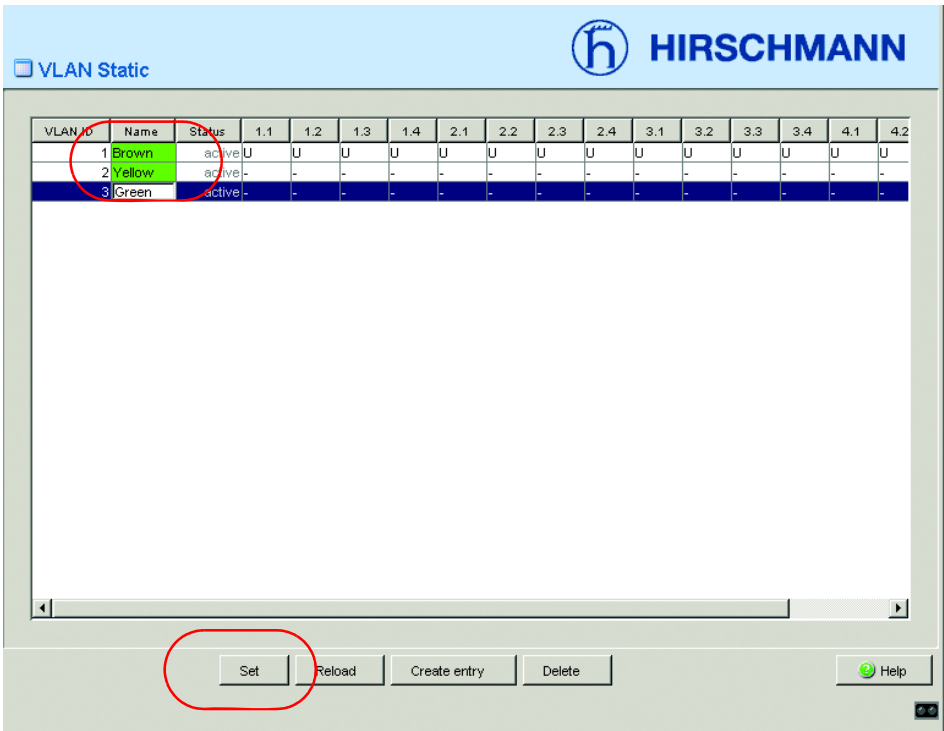 HIRSCHMANN
VLAN Static
VLAN ID Name Status 1.1 1.2 1.3 1.4 2.1 2.2 2.3 2.4 3.1 3.2 3.3 3.4 4.1 4.2
1 Brown active U U U U U U U U U U U U U U
2 Yellow active - - - - - - - - - - - - - -
3 Green active - - - - - - - - - - - - - -
Set Reload Create entry Delete Help